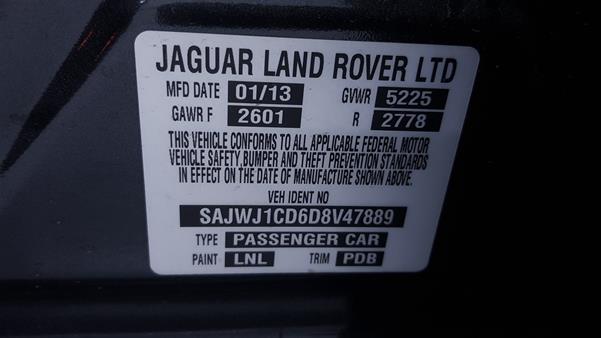 JAGUAR LAND ROVER LTD
MFD DATE 01/13 GVWR 5225
GAWR F 2601 R 2778
THIS VEHICLE CONFORMS TO ALL APPLICABLE FEDERAL MOTOR
VEHICLE SAFETY, BUMPER AND THEFT PREVENTION STANDARDS
IN EFFECT ON THE DATE OF MANUFACTURE SHOWN ABOVE.
VEH IDENT NO
SAJWJ1CD6D8V47889
TYPE PASSENGER CAR
PAINT LNL TRIM PDB